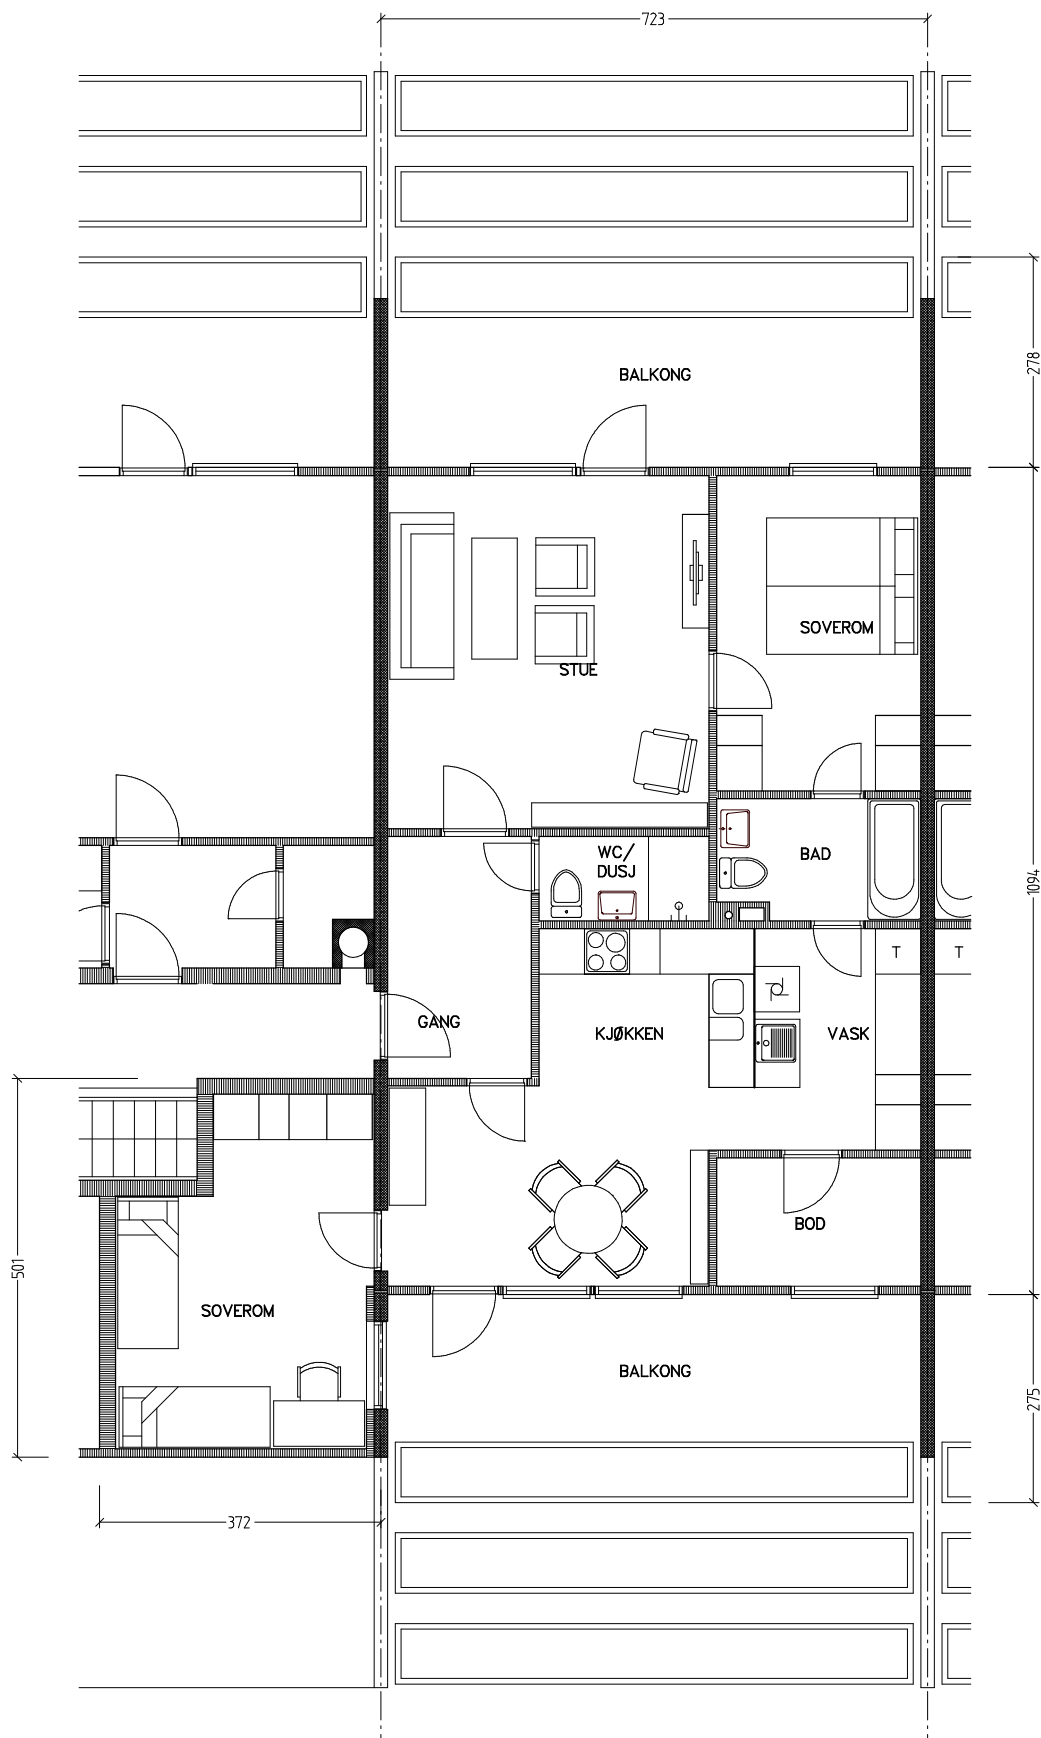 723
BALKONG
278
SOVEROM
STUE
WC/
DUSJ
BAD
1094
T
T
GANG
KJØKKEN
VASK
BOD
501
SOVEROM
BALKONG
275
372